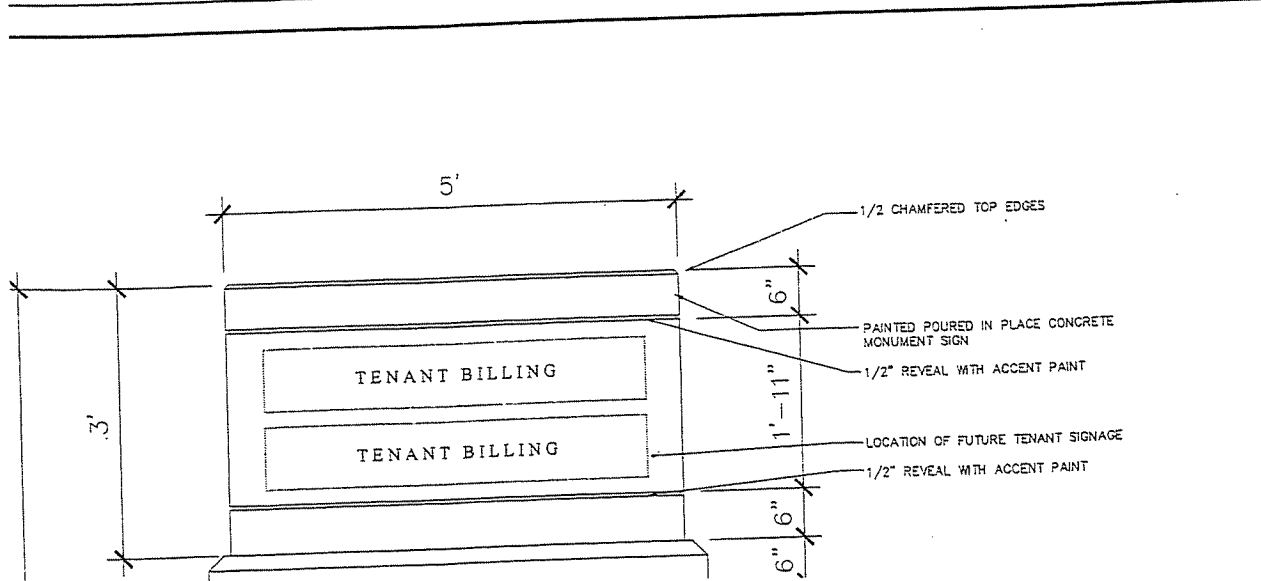 5'
1/2 CHAMFERED TOP EDGES
6"
PAINTED POURED IN PLACE CONCRETE
MONUMENT SIGN
1/2" REVEAL WITH ACCENT PAINT
TENANT BILLING
3'
1'-11"
LOCATION OF FUTURE TENANT SIGNAGE
TENANT BILLING
1/2" REVEAL WITH ACCENT PAINT
6"
6"